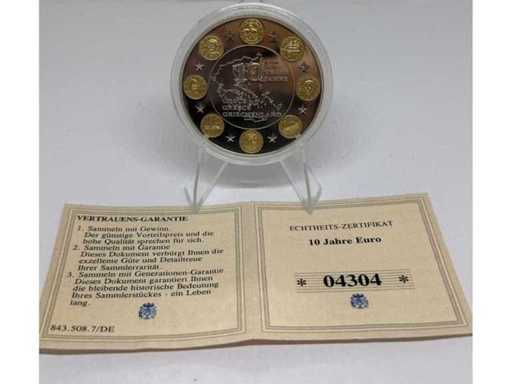 GRÈCE
GREECE
GRIECHENLAND
VERTRAUENS-GARANTIE
1. Sammeln mit Gewinn.
Der günstige Vorteilspreis und die
hohe Qualität sprechen für sich.
2. Sammeln mit Garantie
Dieses Dokument verbürgt Ihnen die
exzellente Güte und Detailtreue
Ihrer Sammlerrarität.
3. Sammeln mit Generationen-Garantie
Dieses Dokument garantiert Ihnen
die bleibende historische Bedeutung
Ihres Sammlerstückes - ein Leben
lang.
843.508.7/DE
ECHTHEITS-ZERTIFIKAT
10 Jahre Euro
* 04304 *